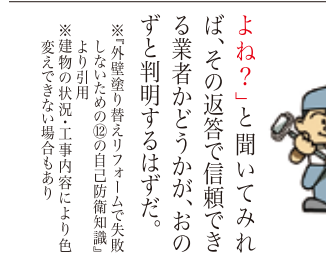 よね？」と聞いてみれ
ば、その返答で信頼でき
る業者かどうかが、おの
ずと判明するはずだ。
※『外壁塗り替えリフォームで失敗
しないための⑫の自己防衛知識』
より引用
※建物の状況・工事内容により色
変えできない場合もあり